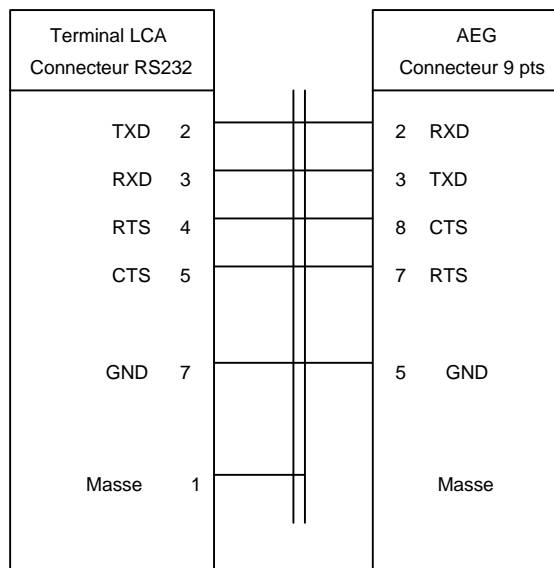 Terminal LCA
Connecteur RS232
AEG
Connecteur 9 pts
TXD 2
2 RXD
RXD 3
3 TXD
RTS 4
8 CTS
CTS 5
7 RTS
GND 7
5 GND
Masse 1
Masse